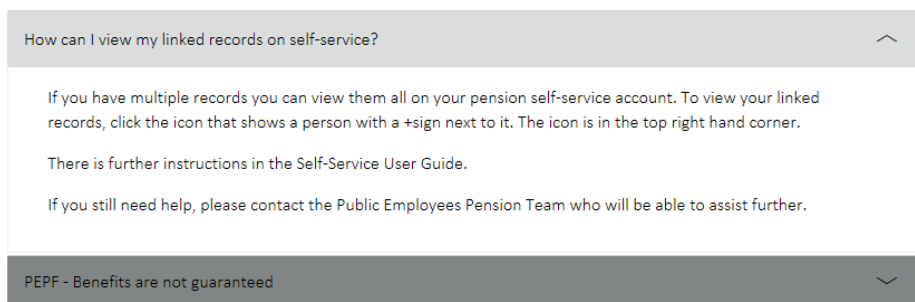 How can I view my linked records on self-service?
If you have multiple records you can view them all on your pension self-service account. To view your linked
records, click the icon that shows a person with a +sign next to it. The icon is in the top right hand corner.
There is further instructions in the Self-Service User Guide.
If you still need help, please contact the Public Employees Pension Team who will be able to assist further.
PEPF - Benefits are not guaranteed